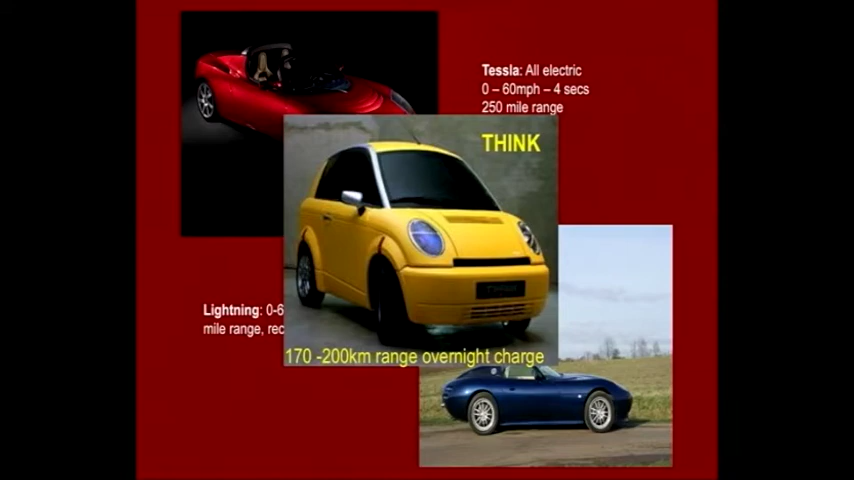 Tessla: All electric
0 – 60mph – 4 secs
250 mile range
THINK
Lightning: 0-6
mile range, rec
170 -200km range overnight charge